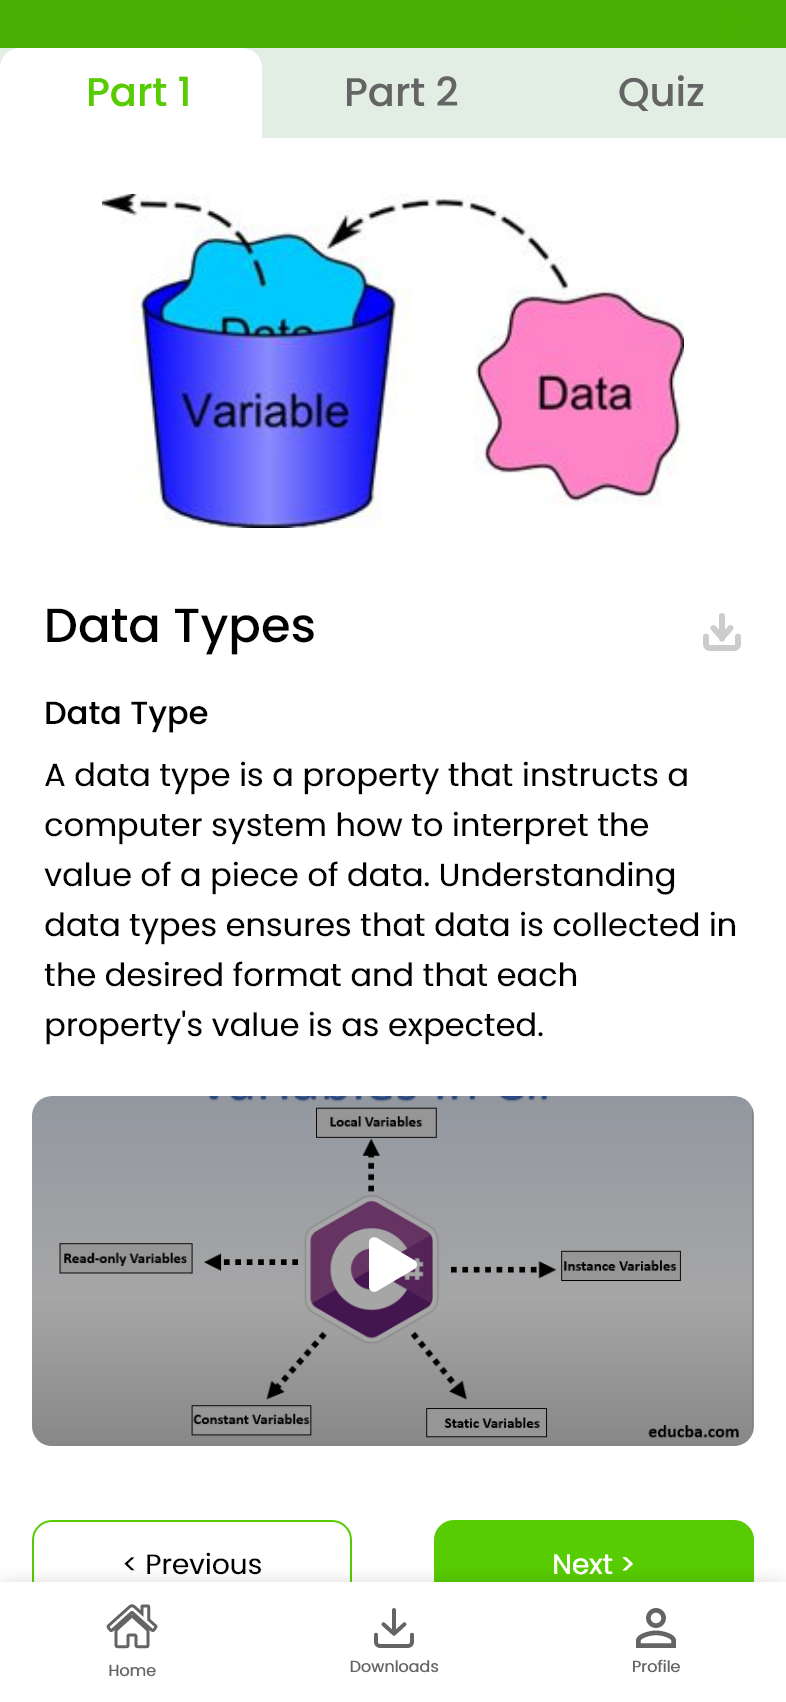 Part 1
Part 2
Quiz
Data
Variable
Data
Data Types
Data Type
A data type is a property that instructs a
computer system how to interpret the
value of a piece of data. Understanding
data types ensures that data is collected in
the desired format and that each
property's value is as expected.
Variables in C#
Local Variables
Read-only Variables
C#
Instance Variables
Constant Variables
Static Variables
educba.com
< Previous
Next >
Home
Downloads
Profile